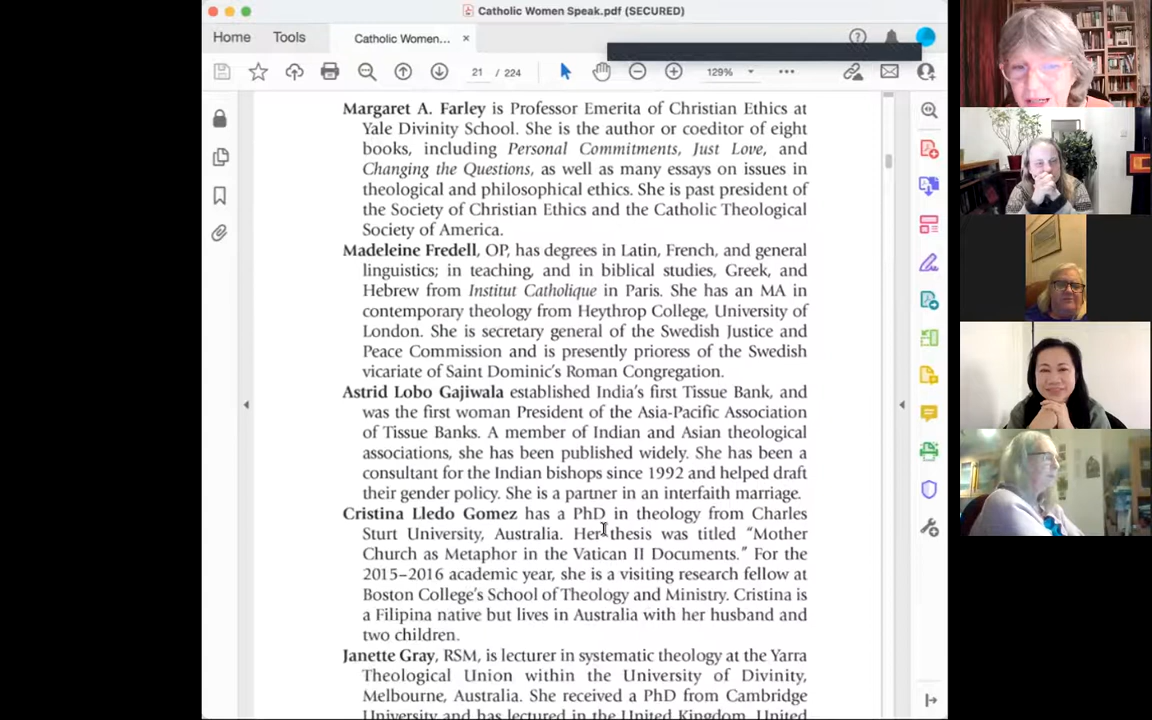 Catholic Women Speak.pdf (SECURED)
Home Tools Catholic Women... ×
21 / 224 129%
Margaret A. Farley is Professor Emerita of Christian Ethics at
Yale Divinity School. She is the author or coeditor of eight
books, including Personal Commitments, Just Love, and
Changing the Questions, as well as many essays on issues in
theological and philosophical ethics. She is past president of
the Society of Christian Ethics and the Catholic Theological
Society of America.
Madeleine Fredell, OP, has degrees in Latin, French, and general
linguistics; in teaching, and in biblical studies, Greek, and
Hebrew from Institut Catholique in Paris. She has an MA in
contemporary theology from Heythrop College, University of
London. She is secretary general of the Swedish Justice and
Peace Commission and is presently prioress of the Swedish
vicariate of Saint Dominic's Roman Congregation.
Astrid Lobo Gajiwala established India's first Tissue Bank, and
was the first woman President of the Asia-Pacific Association
of Tissue Banks. A member of Indian and Asian theological
associations, she has been published widely. She has been a
consultant for the Indian bishops since 1992 and helped draft
their gender policy. She is a partner in an interfaith marriage.
Cristina Lledo Gomez has a PhD in theology from Charles
Sturt University, Australia. Her thesis was titled “Mother
Church as Metaphor in the Vatican II Documents.” For the
2015–2016 academic year, she is a visiting research fellow at
Boston College's School of Theology and Ministry. Cristina is
a Filipina native but lives in Australia with her husband and
two children.
Janette Gray, RSM, is lecturer in systematic theology at the Yarra
Theological Union within the University of Divinity,
Melbourne, Australia. She received a PhD from Cambridge
University and has lectured in the United Kingdom, United